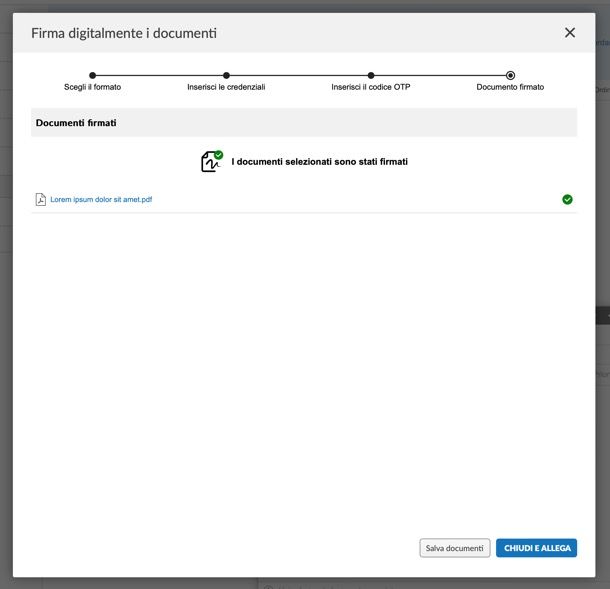 Firma digitalmente i documenti
Scegli il formato
Inserisci le credenziali
Inserisci il codice OTP
Documento firmato
Documenti firmati
I documenti selezionati sono stati firmati
Lorem ipsum dolor sit amet.pdf
Salva documenti
CHIUDI E ALLEGA